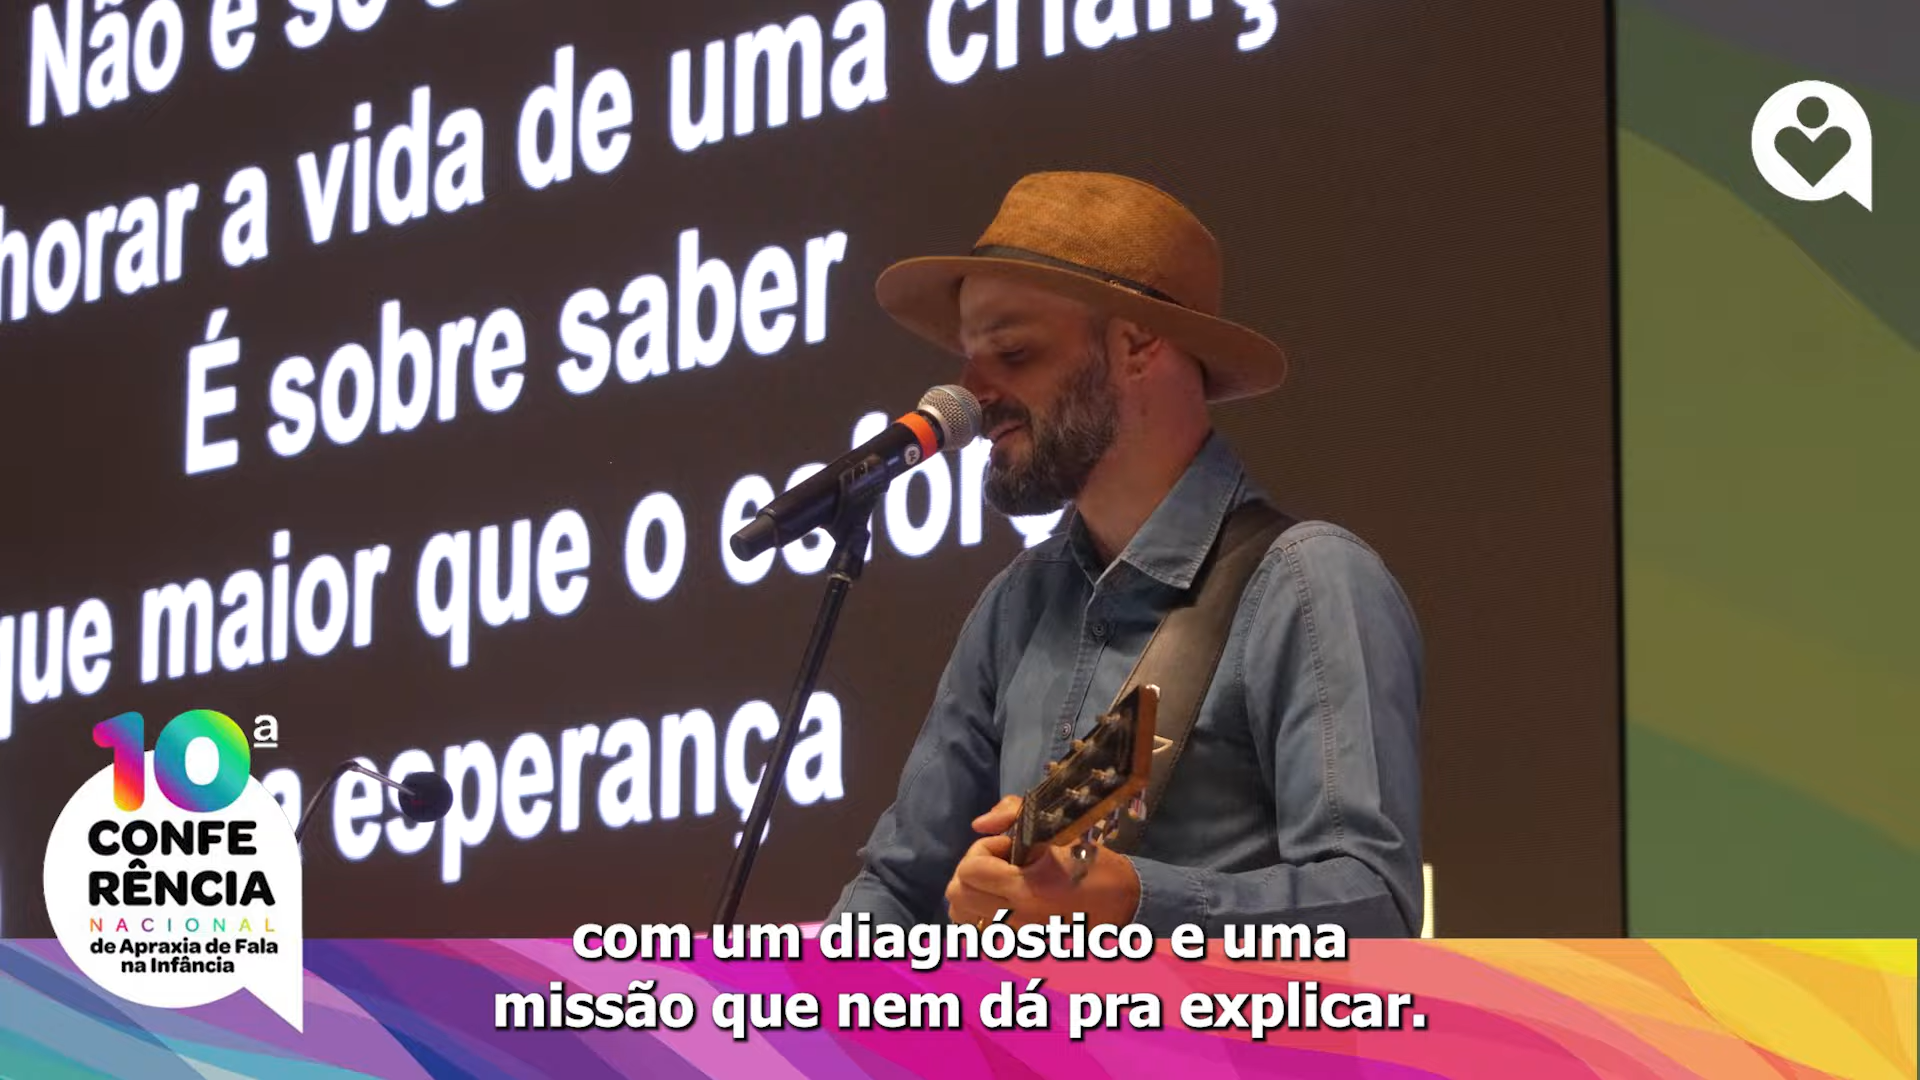 Não é só
horar a vida de uma crianç
É sobre saber
que maior que o esforç
a esperança
10ª
CONFE
RÊNCIA
NACIONAL
de Apraxia de Fala
na Infância
com um diagnóstico e uma
missão que nem dá pra explicar.